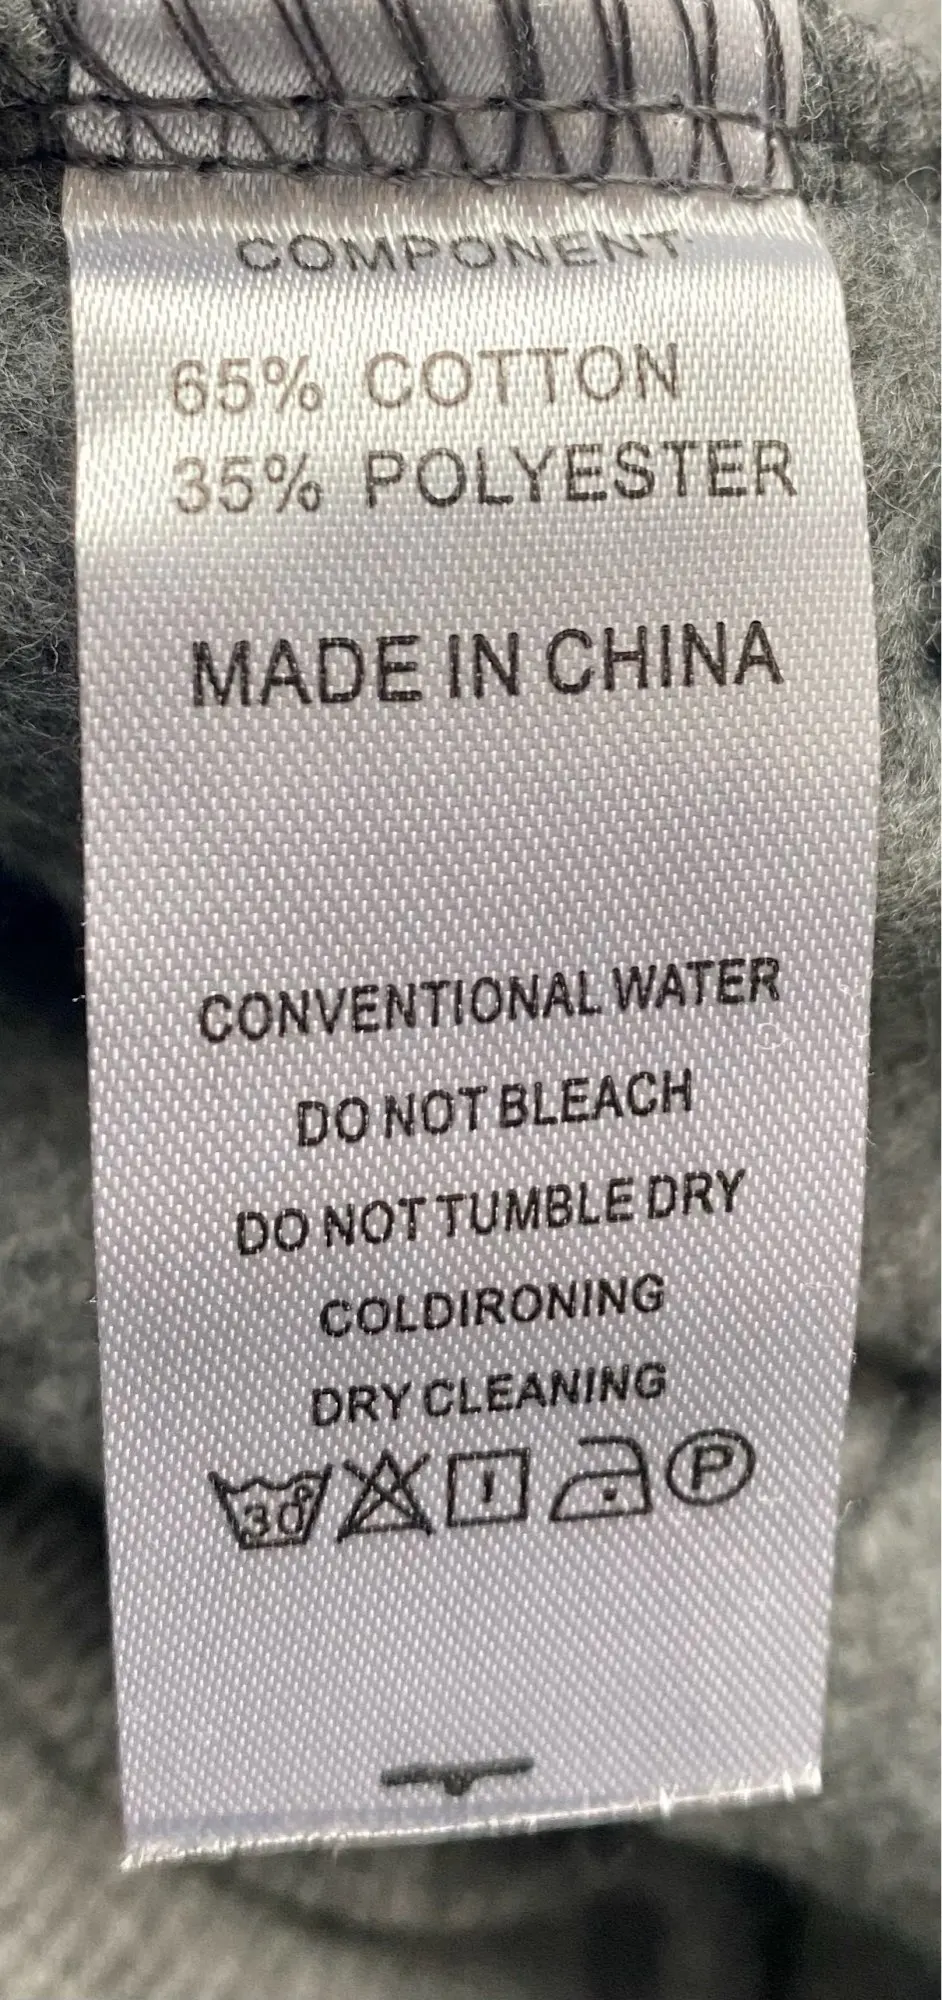 COMPONENT
65% COTTON
35% POLYESTER
MADE IN CHINA
CONVENTIONAL WATER
DO NOT BLEACH
DO NOT TUMBLE DRY
COLDIRONING
DRY CLEANING
30° P